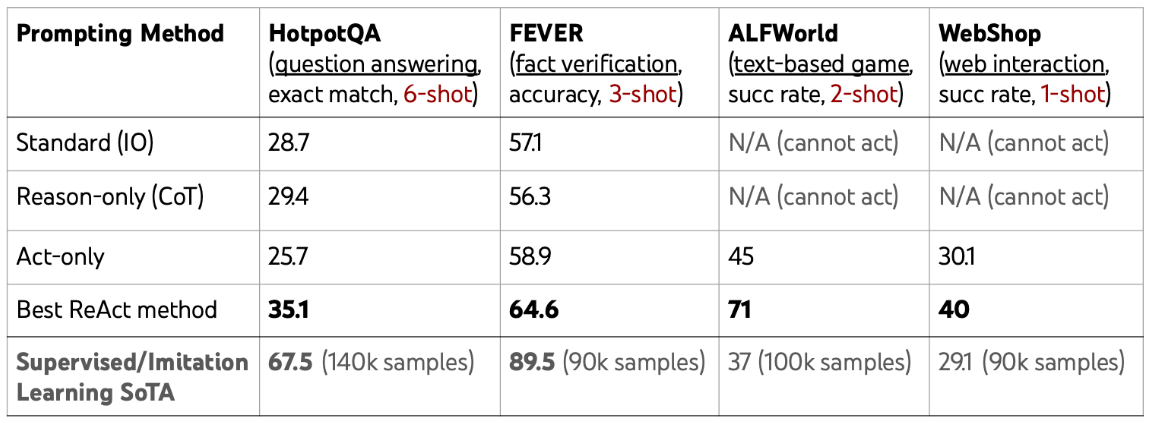 Prompting Method
HotpotQA
(question answering,
exact match, 6-shot)
FEVER
(fact verification,
accuracy, 3-shot)
ALFWorld
(text-based game,
succ rate, 2-shot)
WebShop
(web interaction,
succ rate, 1-shot)
Standard (IO)
28.7
57.1
N/A (cannot act)
N/A (cannot act)
Reason-only (CoT)
29.4
56.3
N/A (cannot act)
N/A (cannot act)
Act-only
25.7
58.9
45
30.1
Best ReAct method
35.1
64.6
71
40
Supervised/Imitation
Learning SoTA
67.5 (140k samples)
89.5 (90k samples)
37 (100k samples)
29.1 (90k samples)